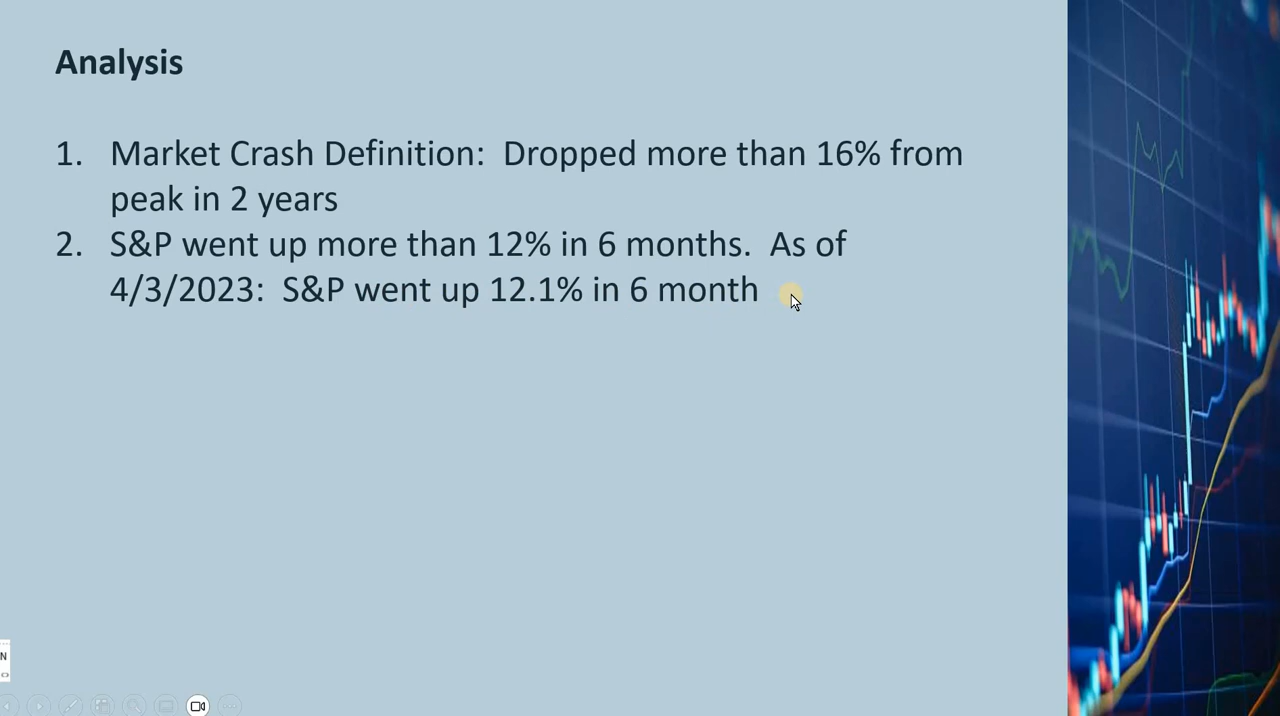 Analysis
1. Market Crash Definition: Dropped more than 16% from
peak in 2 years
2. S&P went up more than 12% in 6 months. As of
4/3/2023: S&P went up 12.1% in 6 month
N